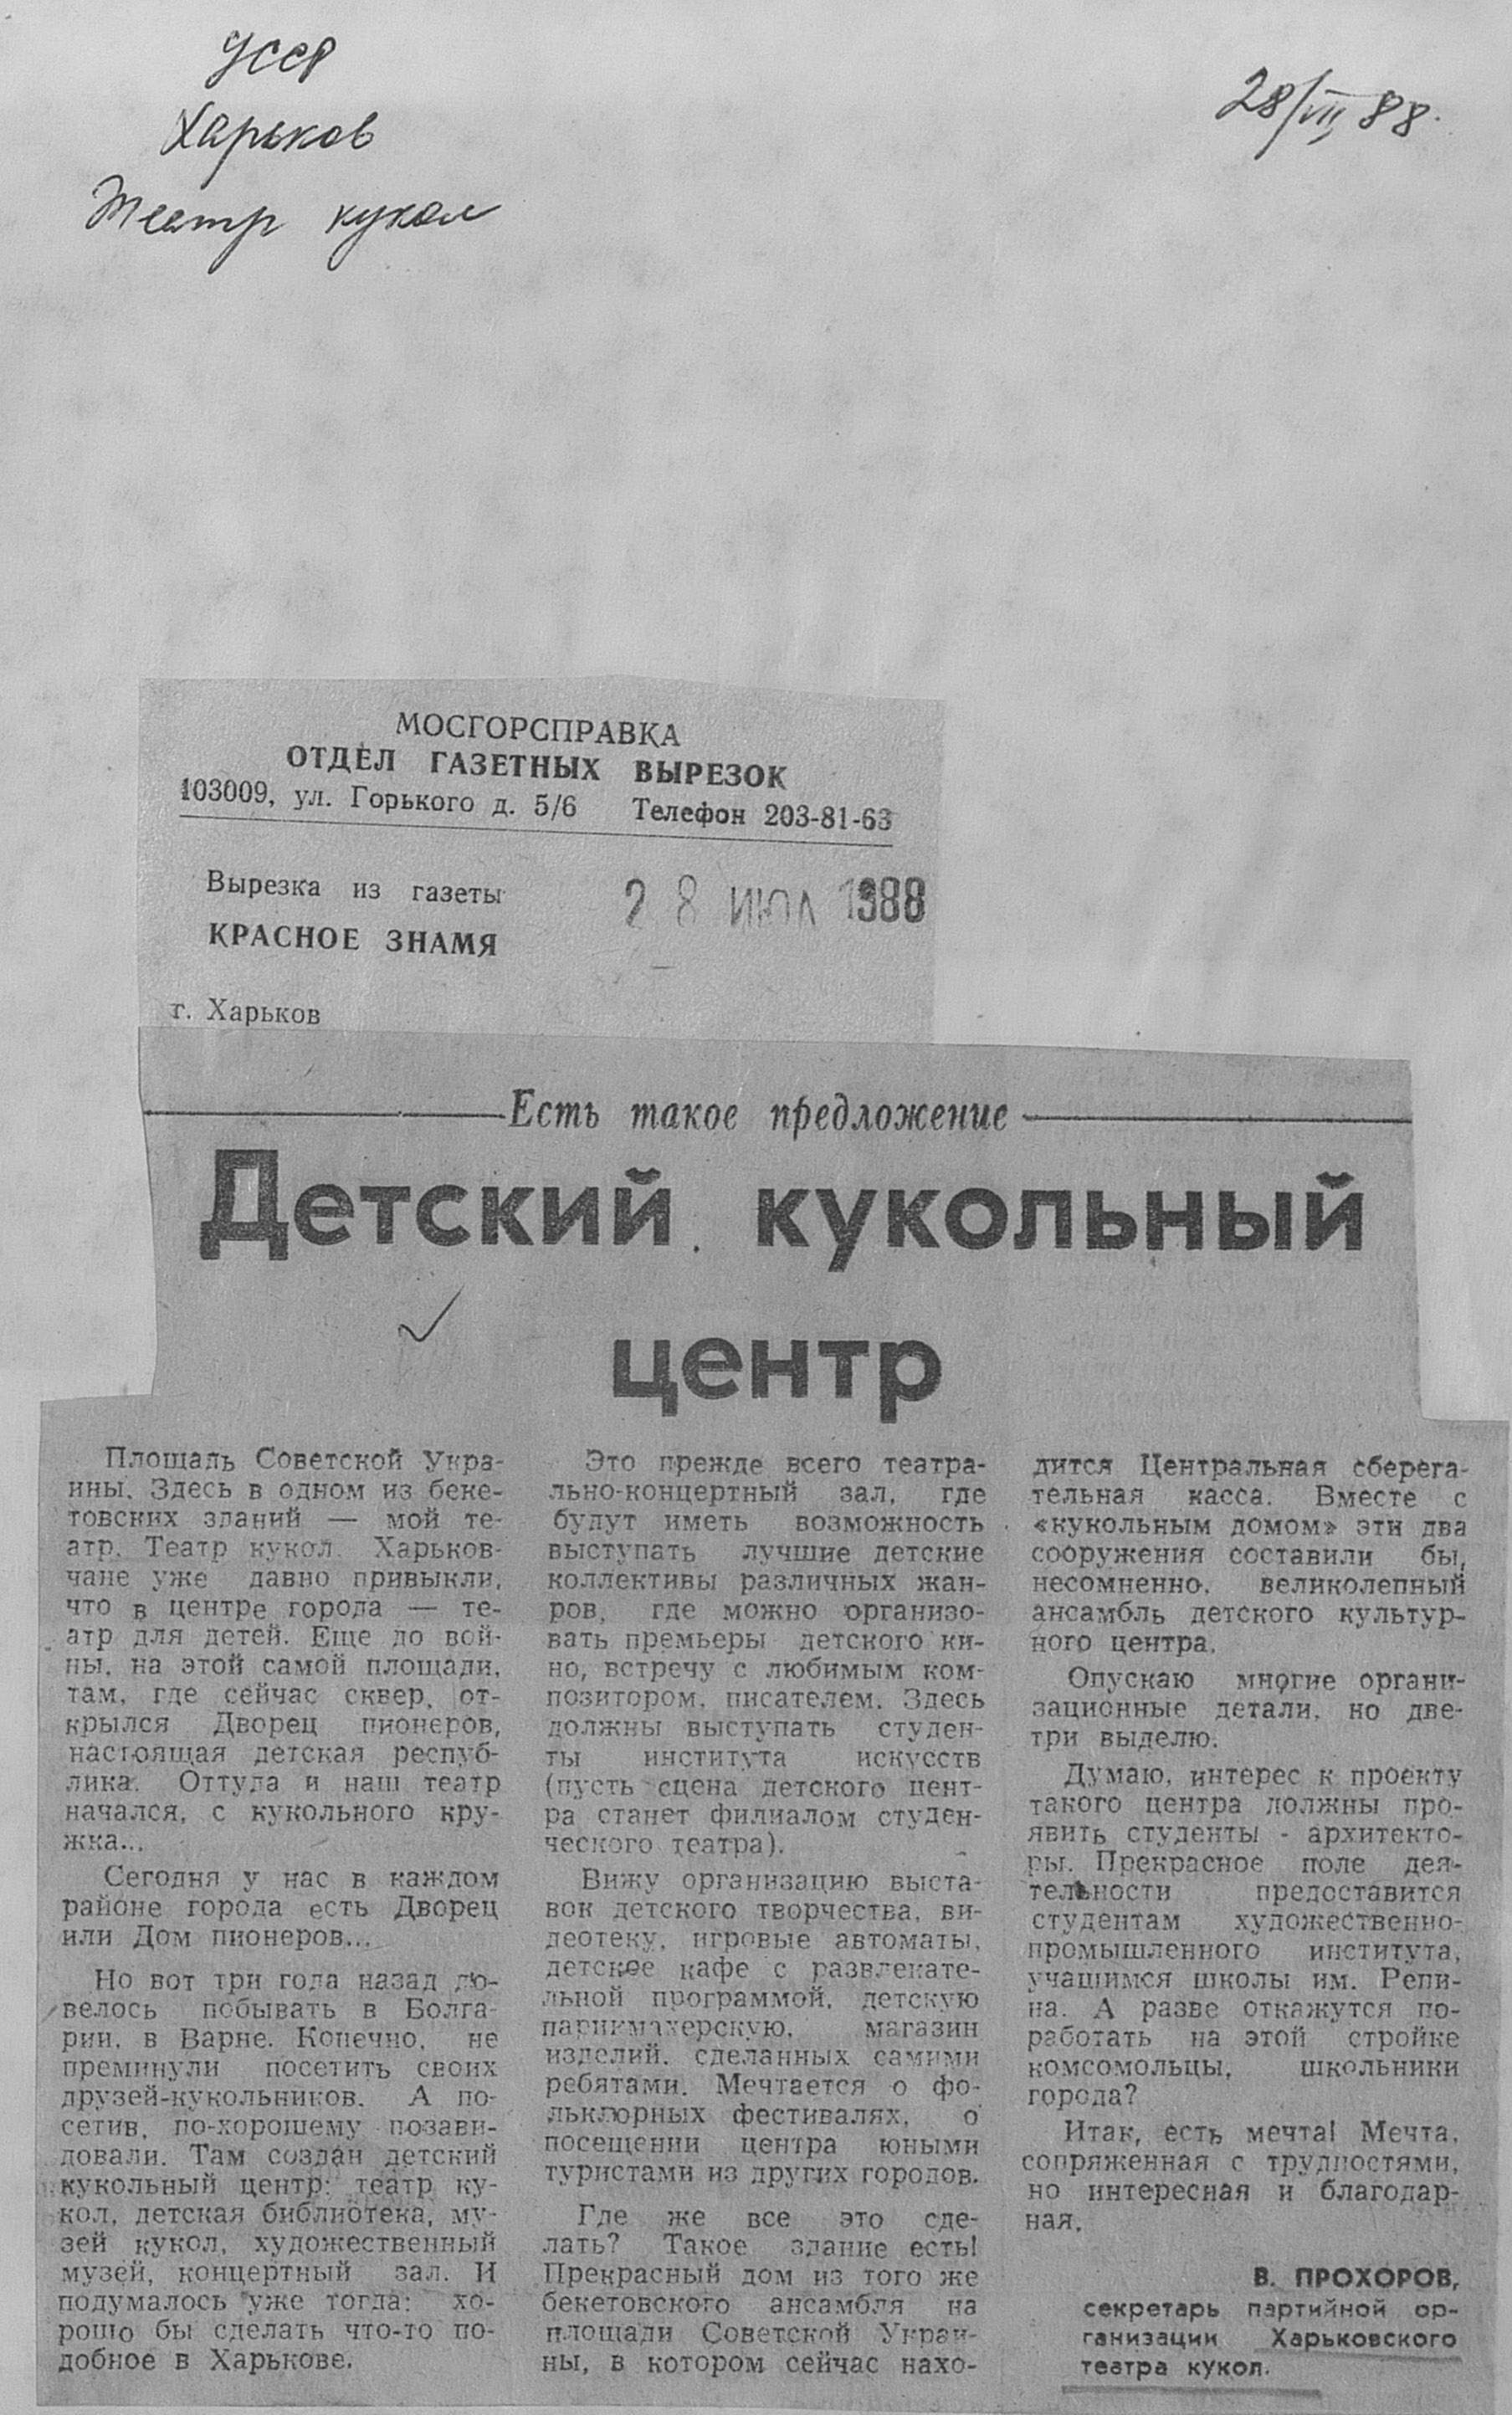 УССР
Харьков
Театр кукол
28/VII 88.
МОСГОРСПРАВКА
ОТДЕЛ ГАЗЕТНЫХ ВЫРЕЗОК
103009, ул. Горького д. 5/6 Телефон 203-81-63
Вырезка из газеты
КРАСНОЕ ЗНАМЯ
28 ИЮЛ 1988
г. Харьков
Есть такое предложение
Детский кукольный
центр
Площадь Советской Укра-
ины. Здесь в одном из беке-
товских зданий — мой те-
атр. Театр кукол. Харьков-
чане уже давно привыкли,
что в центре города — те-
атр для детей. Еще до вой-
ны, на этой самой площади,
там, где сейчас сквер, от-
крылся Дворец пионеров,
настоящая детская респуб-
лика. Оттуда и наш театр
начался, с кукольного кру-
жка...
Сегодня у нас в каждом
районе города есть Дворец
или Дом пионеров...
Но вот три года назад до-
велось побывать в Болга-
рии, в Варне. Конечно, не
преминули посетить своих
друзей-кукольников. А по-
сетив, по-хорошему позави-
довали. Там создан детский
кукольный центр: театр ку-
кол, детская библиотека, му-
зей кукол, художественный
музей, концертный зал. И
подумалось уже тогда: хо-
рошо бы сделать что-то по-
добное в Харькове.
Это прежде всего театра-
льно-концертный зал, где
будут иметь возможность
выступать лучшие детские
коллективы различных жан-
ров, где можно организо-
вать премьеры детского ки-
но, встречу с любимым ком-
позитором, писателем. Здесь
должны выступать студен-
ты института искусств
(пусть сцена детского цент-
ра станет филиалом студен-
ческого театра).
Вижу организацию выста-
вок детского творчества, ви-
деотеку, игровые автоматы,
детское кафе с развлекате-
льной программой, детскую
парикмахерскую, магазин
изделий, сделанных самими
ребятами. Мечтается о фо-
льклорных фестивалях, о
посещении центра юными
туристами из других городов.
Где же все это сде-
лать? Такое здание есть!
Прекрасный дом из того же
бекетовского ансамбля на
площади Советской Украи-
ны, в котором сейчас нахо-
дится Центральная сберега-
тельная касса. Вместе с
«кукольным домом» эти два
сооружения составили бы,
несомненно, великолепный
ансамбль детского культур-
ного центра.
Опускаю многие органи-
зационные детали, но две-
три выделю.
Думаю, интерес к проекту
такого центра должны про-
явить студенты - архитекто-
ры. Прекрасное поле дея-
тельности предоставится
студентам художественно-
промышленного института,
учащимся школы им. Репи-
на. А разве откажутся по-
работать на этой стройке
комсомольцы, школьники
города?
Итак, есть мечта! Мечта,
сопряженная с трудностями,
но интересная и благодар-
ная.
В. ПРОХОРОВ,
секретарь партийной ор-
ганизации Харьковского
театра кукол.